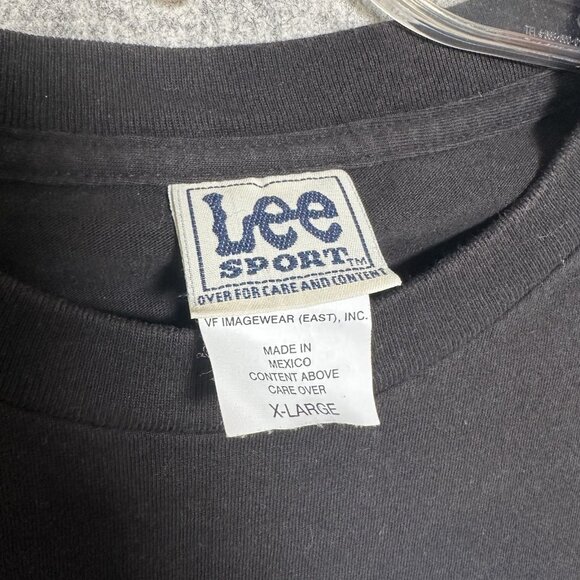 Lee
SPORT™
OVER FOR CARE AND CONTENT
VF IMAGEWEAR (EAST), INC.
MADE IN
MEXICO
CONTENT ABOVE
CARE OVER
X-LARGE